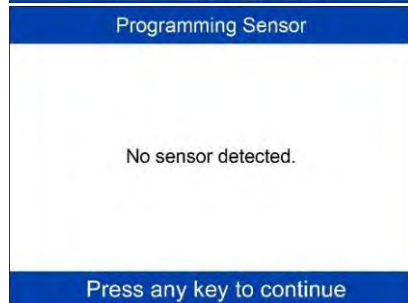 Programming Sensor
No sensor detected.
Press any key to continue